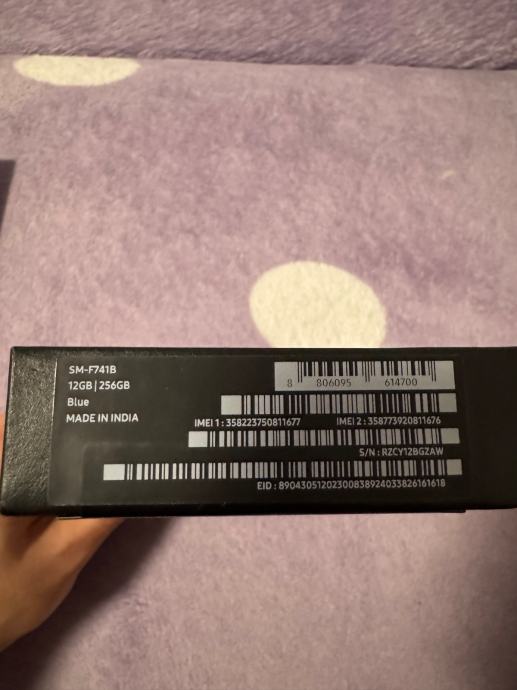 SM-F741B
12GB | 256GB
Blue
MADE IN INDIA
8 806095 614700
IMEI 1 : 358223750811677 IMEI 2 : 358773920811676
S/N : RZCY12BGZAW
EID : 89043051202300838924033826161618